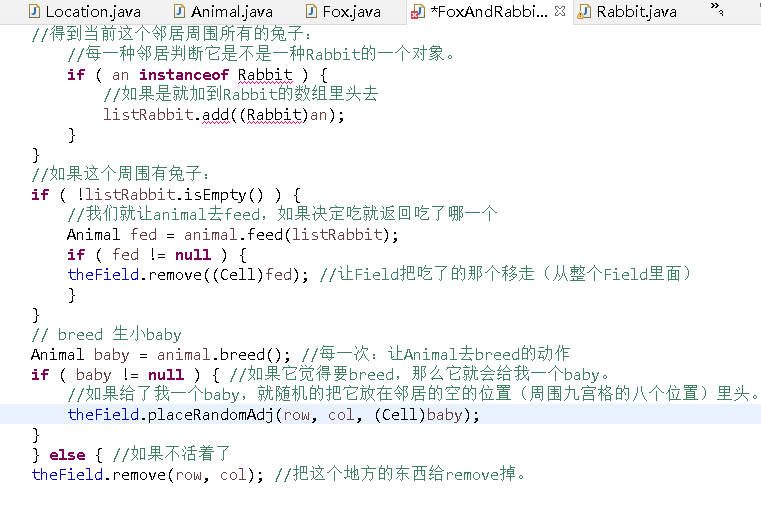 Location.java Animal.java Fox.java *FoxAndRabbi... Rabbit.java »₃
//得到当前这个邻居周围所有的兔子：
//每一种邻居判断它是不是一种Rabbit的一个对象。
if ( an instanceof Rabbit ) {
//如果是就加到Rabbit的数组里头去
listRabbit.add((Rabbit)an);
}
}
//如果这个周围有兔子：
if ( !listRabbit.isEmpty() ) {
//我们就让animal去feed，如果决定吃就返回吃了哪一个
Animal fed = animal.feed(listRabbit);
if ( fed != null ) {
theField.remove((Cell)fed); //让Field把吃了的那个移走（从整个Field里面）
}
}
// breed 生小baby
Animal baby = animal.breed(); //每一次：让Animal去breed的动作
if ( baby != null ) { //如果它觉得要breed，那么它就会给我一个baby。
//如果给了我一个baby，就随机的把它放在邻居的空的位置（周围九宫格的八个位置）里头。
theField.placeRandomAdj(row, col, (Cell)baby);
}
} else { //如果不活着了
theField.remove(row, col); //把这个地方的东西给remove掉。